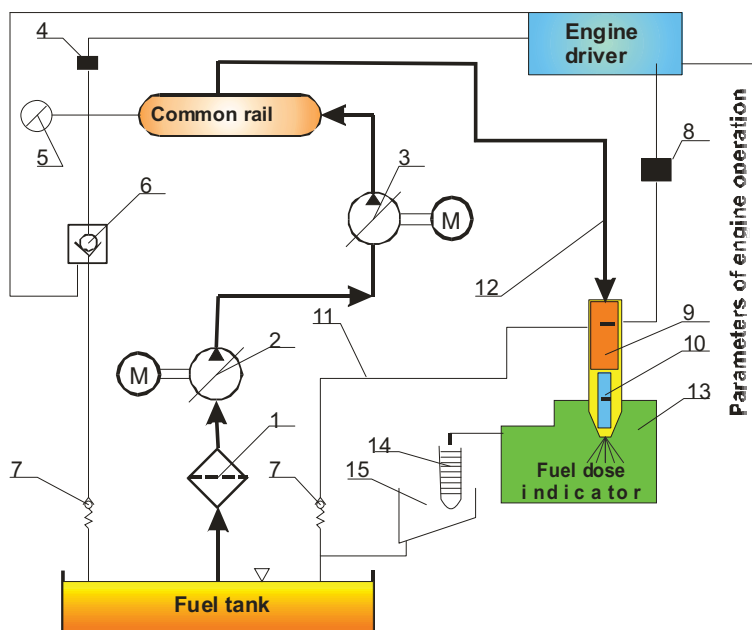 4
Engine
driver
Common rail
5
3
8
6
M
12
Parameters of engine operation
11
9
2
10
M
13
1
14
7
7
15
Fuel dose
indicator
Fuel tank